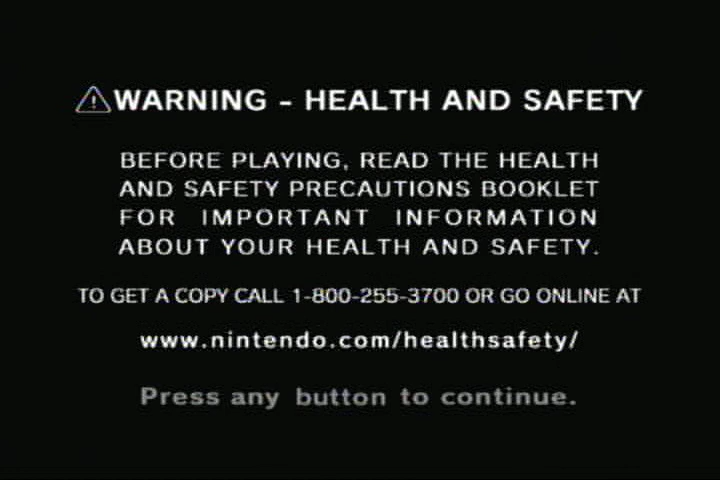 WARNING - HEALTH AND SAFETY
BEFORE PLAYING, READ THE HEALTH
AND SAFETY PRECAUTIONS BOOKLET
FOR IMPORTANT INFORMATION
ABOUT YOUR HEALTH AND SAFETY.
TO GET A COPY CALL 1-800-255-3700 OR GO ONLINE AT
www.nintendo.com/healthsafety/
Press any button to continue.